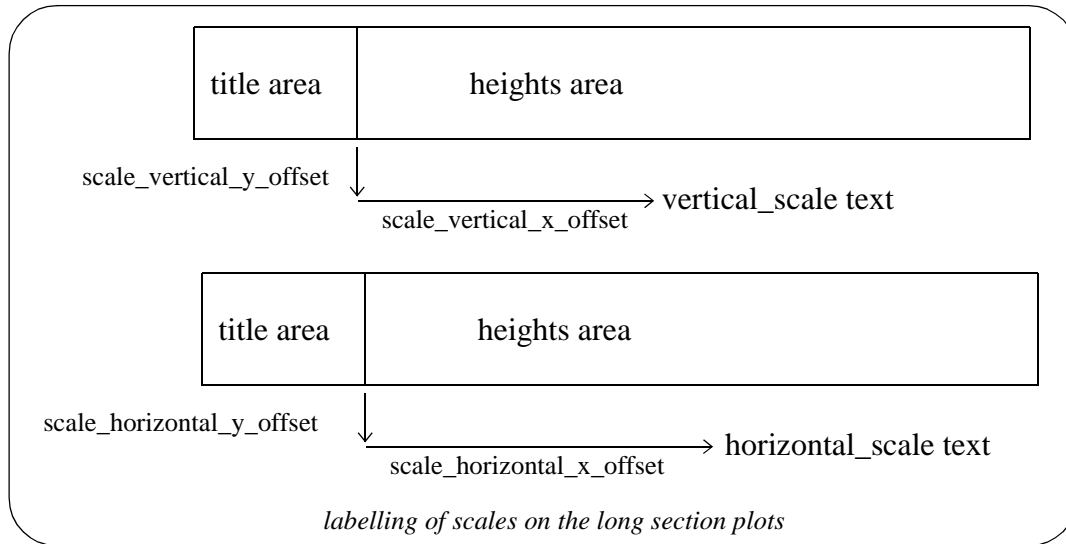 title area
heights area
scale_vertical_y_offset
vertical_scale text
scale_vertical_x_offset
title area
heights area
scale_horizontal_y_offset
horizontal_scale text
scale_horizontal_x_offset
labelling of scales on the long section plots